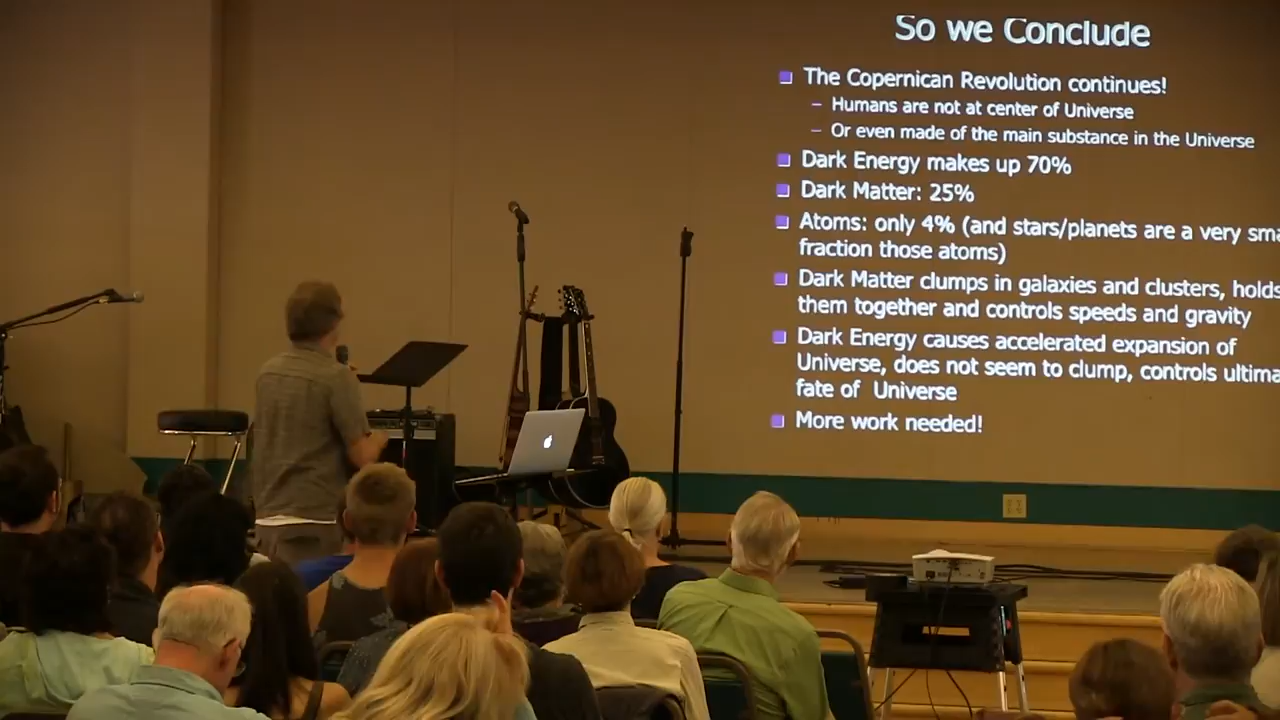 So we Conclude
The Copernican Revolution continues!
– Humans are not at center of Universe
– Or even made of the main substance in the Universe
Dark Energy makes up 70%
Dark Matter: 25%
Atoms: only 4% (and stars/planets are a very
fraction those atoms)
Dark Matter clumps in galaxies and clusters, holds
them together and controls speeds and gravity
Dark Energy causes accelerated expansion of
Universe, does not seem to clump, controls
fate of Universe
More work needed!